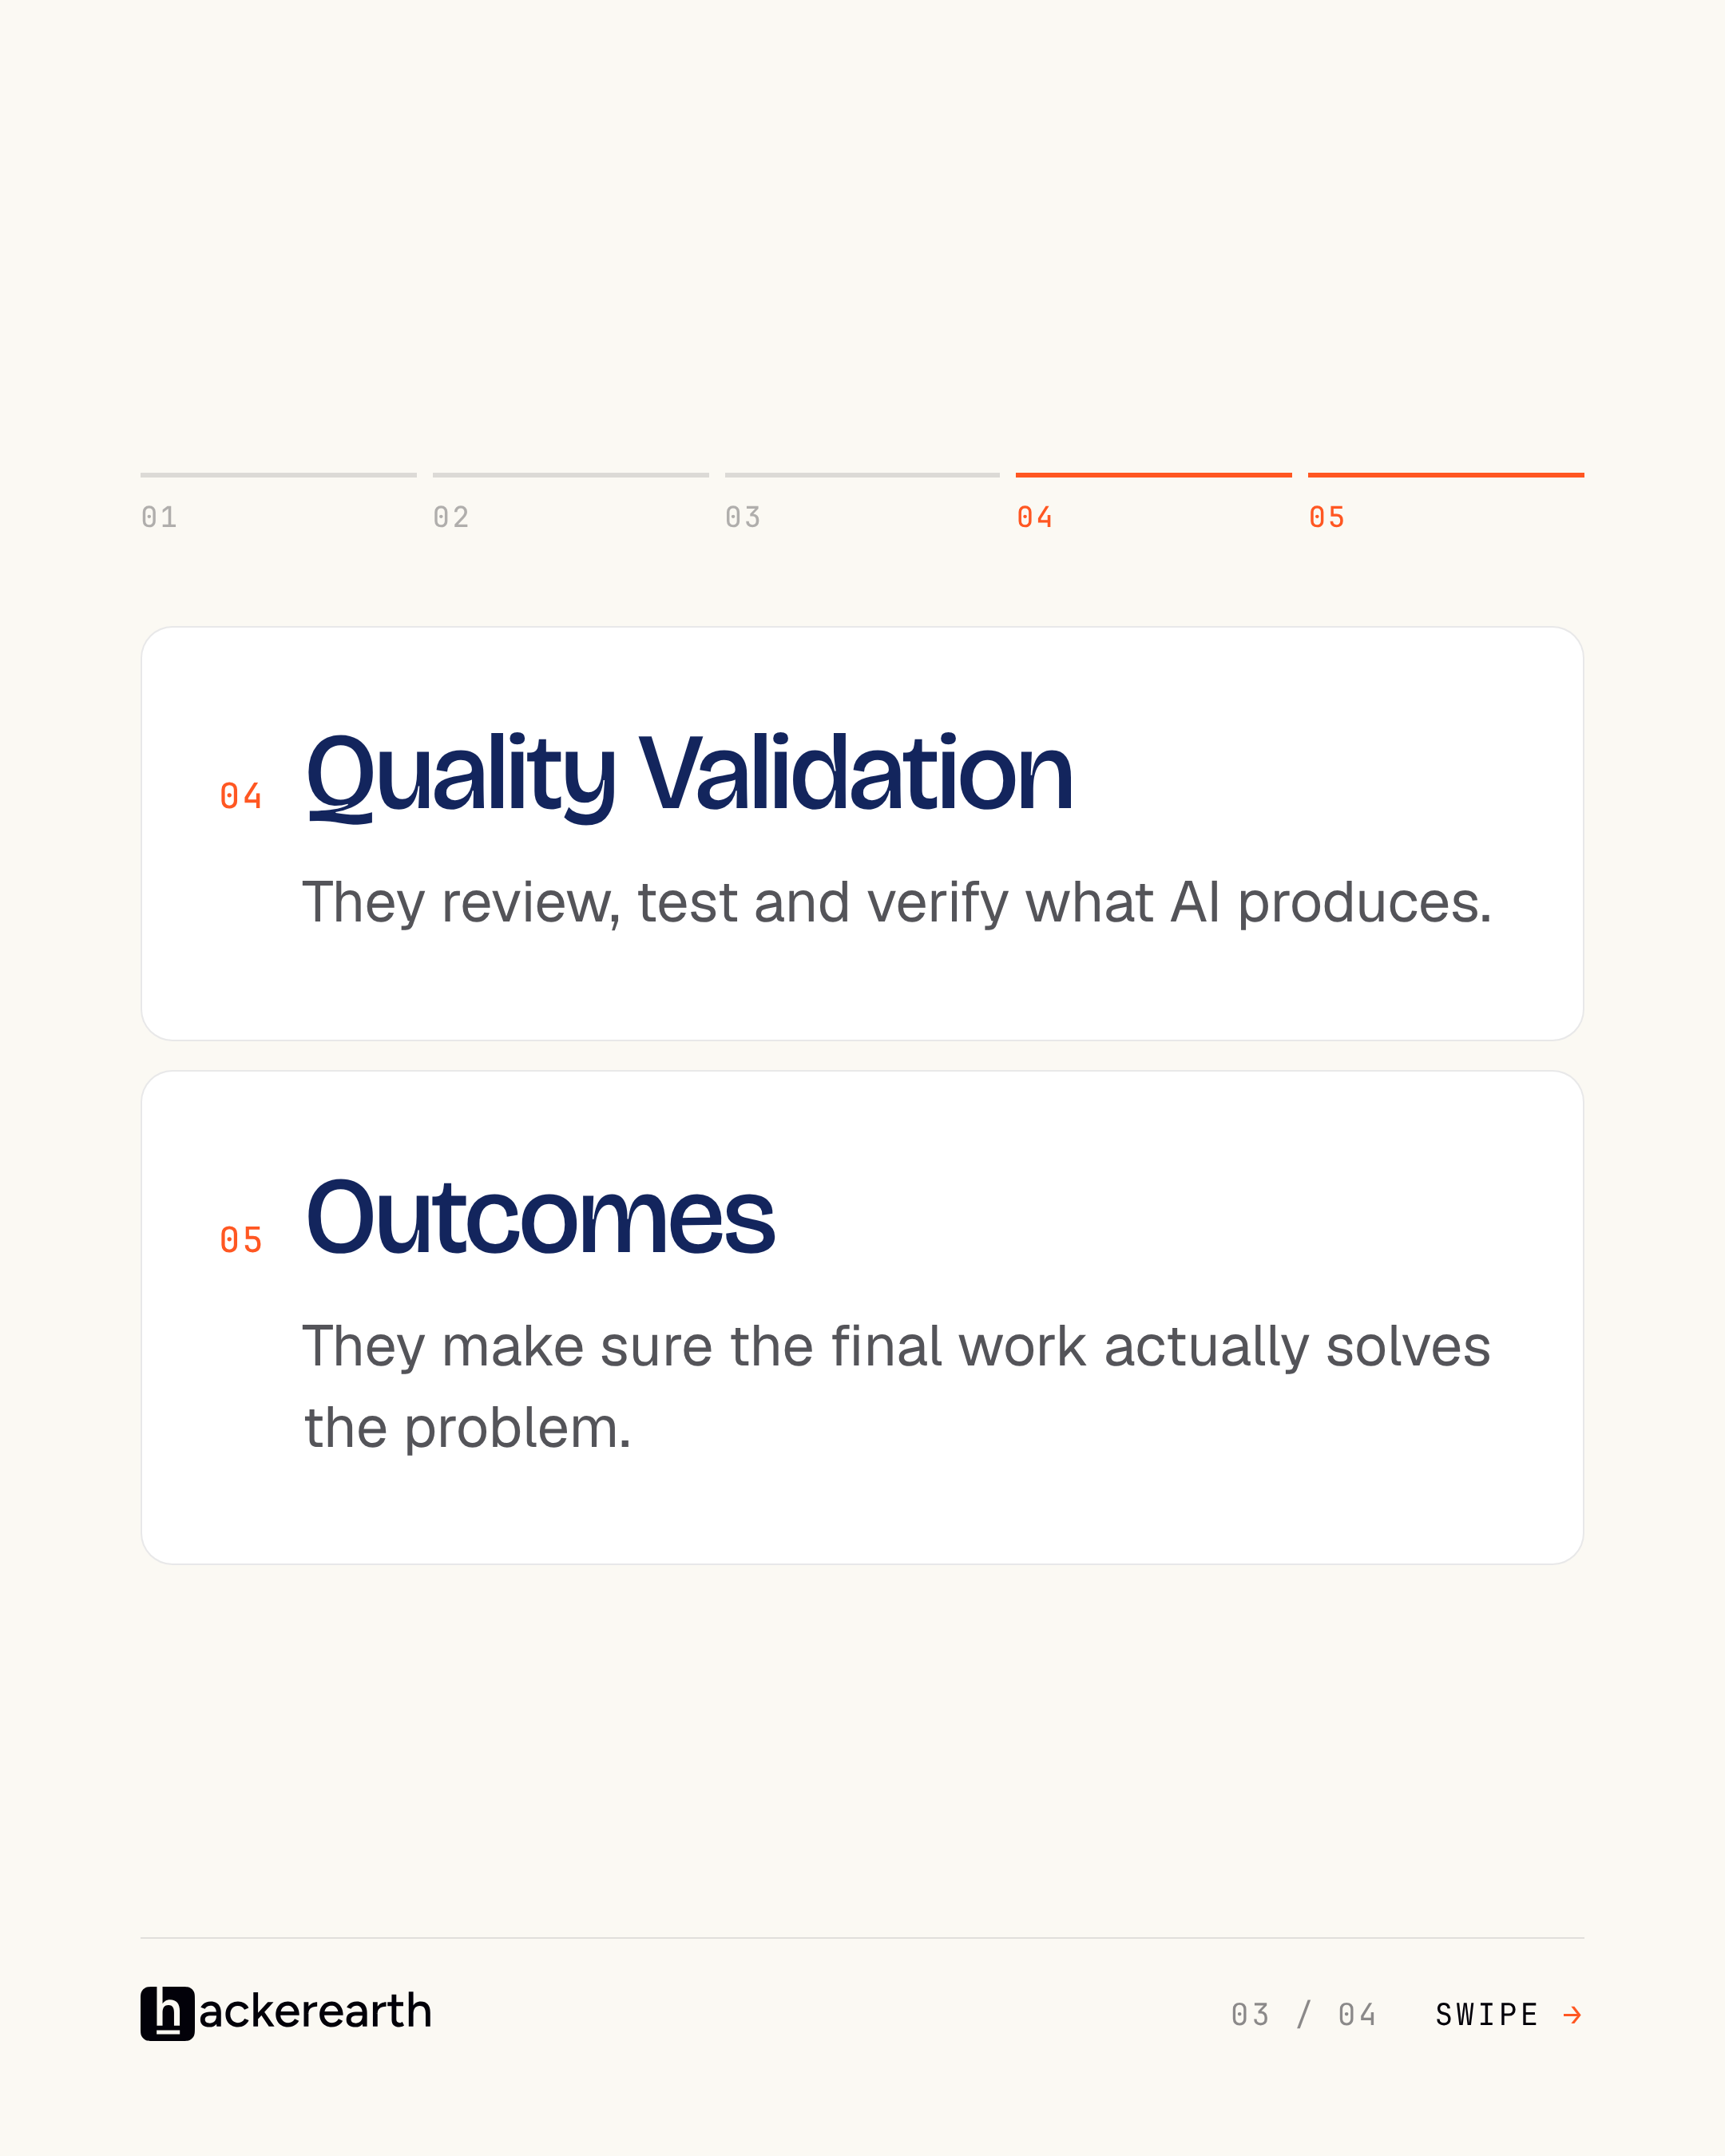 01 02 03 04 05
04 Quality Validation
They review, test and verify what AI produces.
05 Outcomes
They make sure the final work actually solves
the problem.
hackerearth 03 / 04 SWIPE →